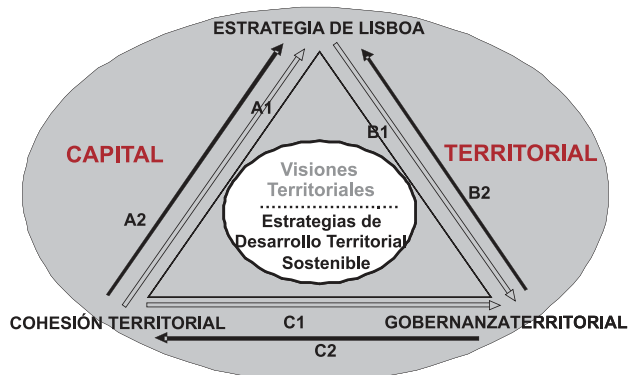 ESTRATEGIA DE LISBOA
A1
B1
CAPITAL
TERRITORIAL
Visiones
Territoriales
A2
B2
Estrategias de
Desarrollo Territorial
Sostenible
COHESIÓN TERRITORIAL
C1
GOBERNANZATERRITORIAL
C2